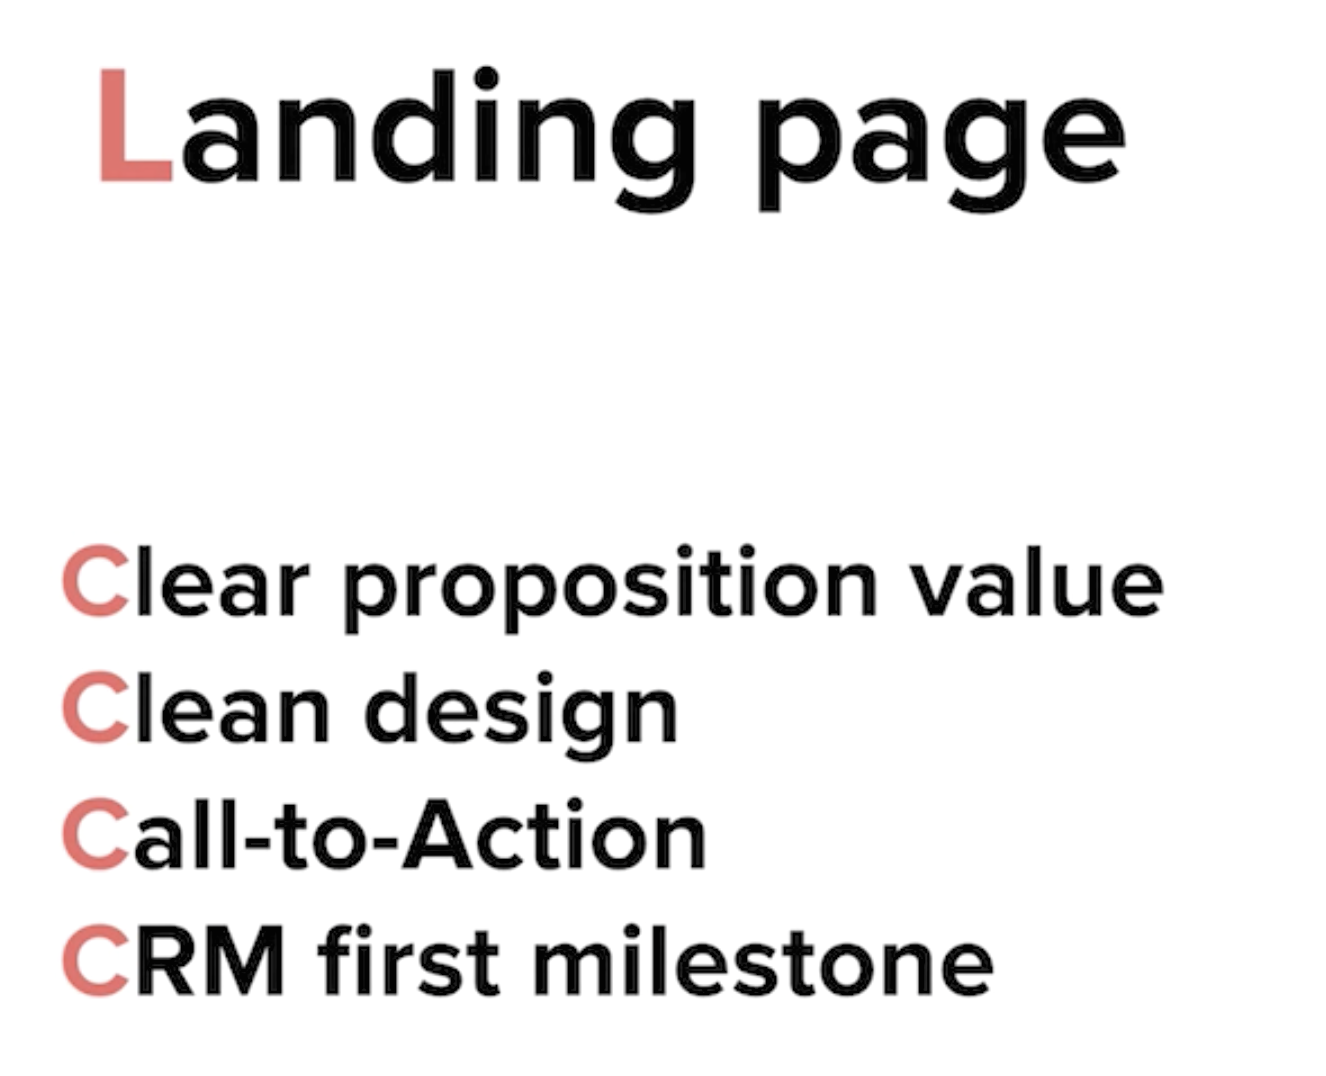 Landing page
Clear proposition value
Clean design
Call-to-Action
CRM first milestone